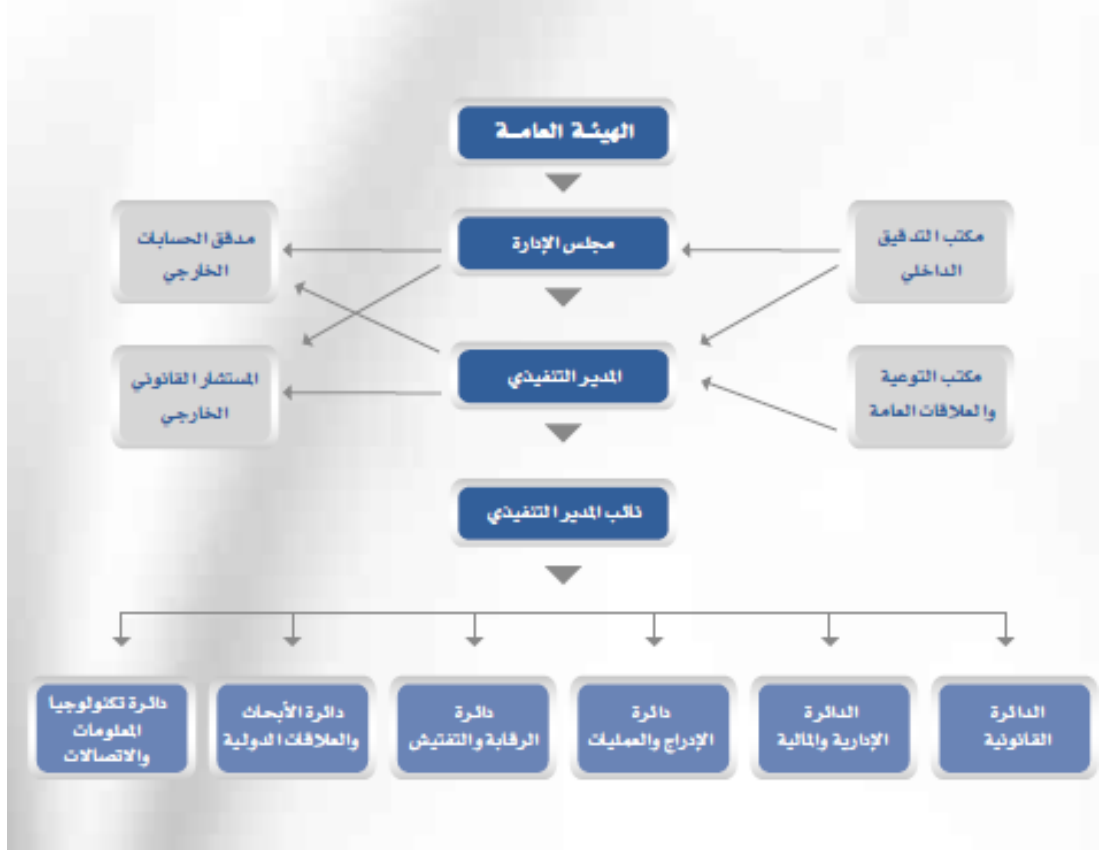 الهيئة العامة
مكتب التدقيق
الداخلي
مجلس الإدارة
مدقق الحسابات
الخارجي
مكتب التوعية
والعلاقات العامة
المدير التنفيذي
المستشار القانوني
الخارجي
نائب المدير التنفيذي
الدائرة
القانونية
الدائرة
الإدارية والمالية
دائرة
الإدراج والعمليات
دائرة
الرقابة والتفتيش
دائرة الأبحاث
والعلاقات الدولية
دائرة تكنولوجيا
المعلومات
والاتصالات